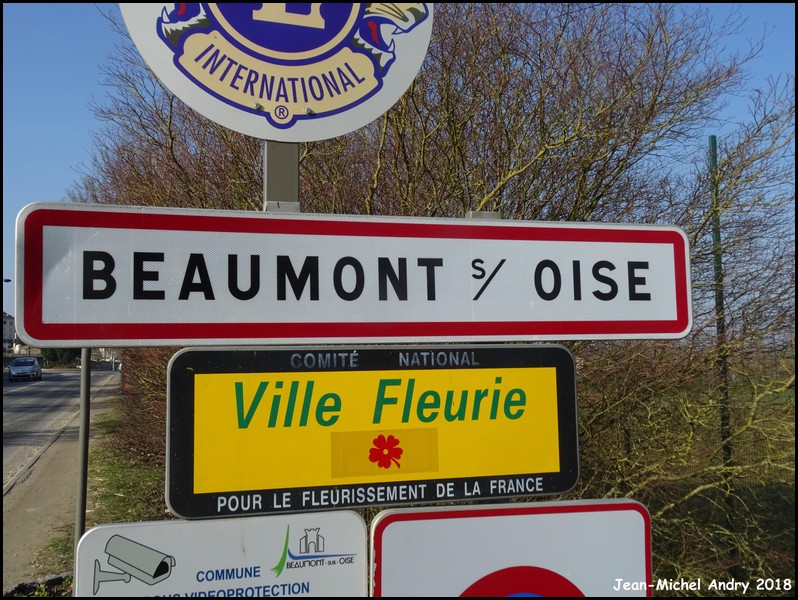 INTERNATIONAL
®
BEAUMONT s/ OISE
COMITÉ NATIONAL
Ville Fleurie
POUR LE FLEURISSEMENT DE LA FRANCE
BEAUMONT-SUR-OISE
COMMUNE
SOUS VIDEOPROTECTION
Jean-Michel Andry 2018